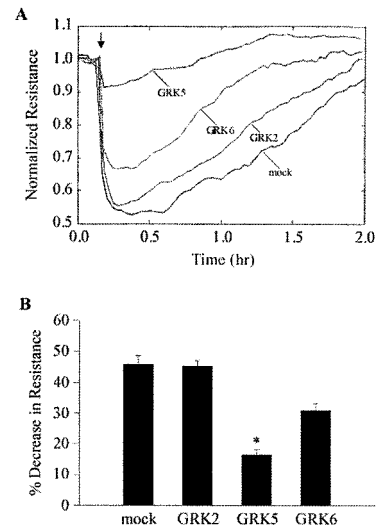 A
Normalized Resistance
1.1
1.0
0.9
0.8
0.7
0.6
0.5
GRK5
GRK6
GRK2
mock
0.0 0.5 1.0 1.5 2.0
Time (hr)
B
% Decrease in Resistance
60
50
40
30
20
10
0
*
mock GRK2 GRK5 GRK6